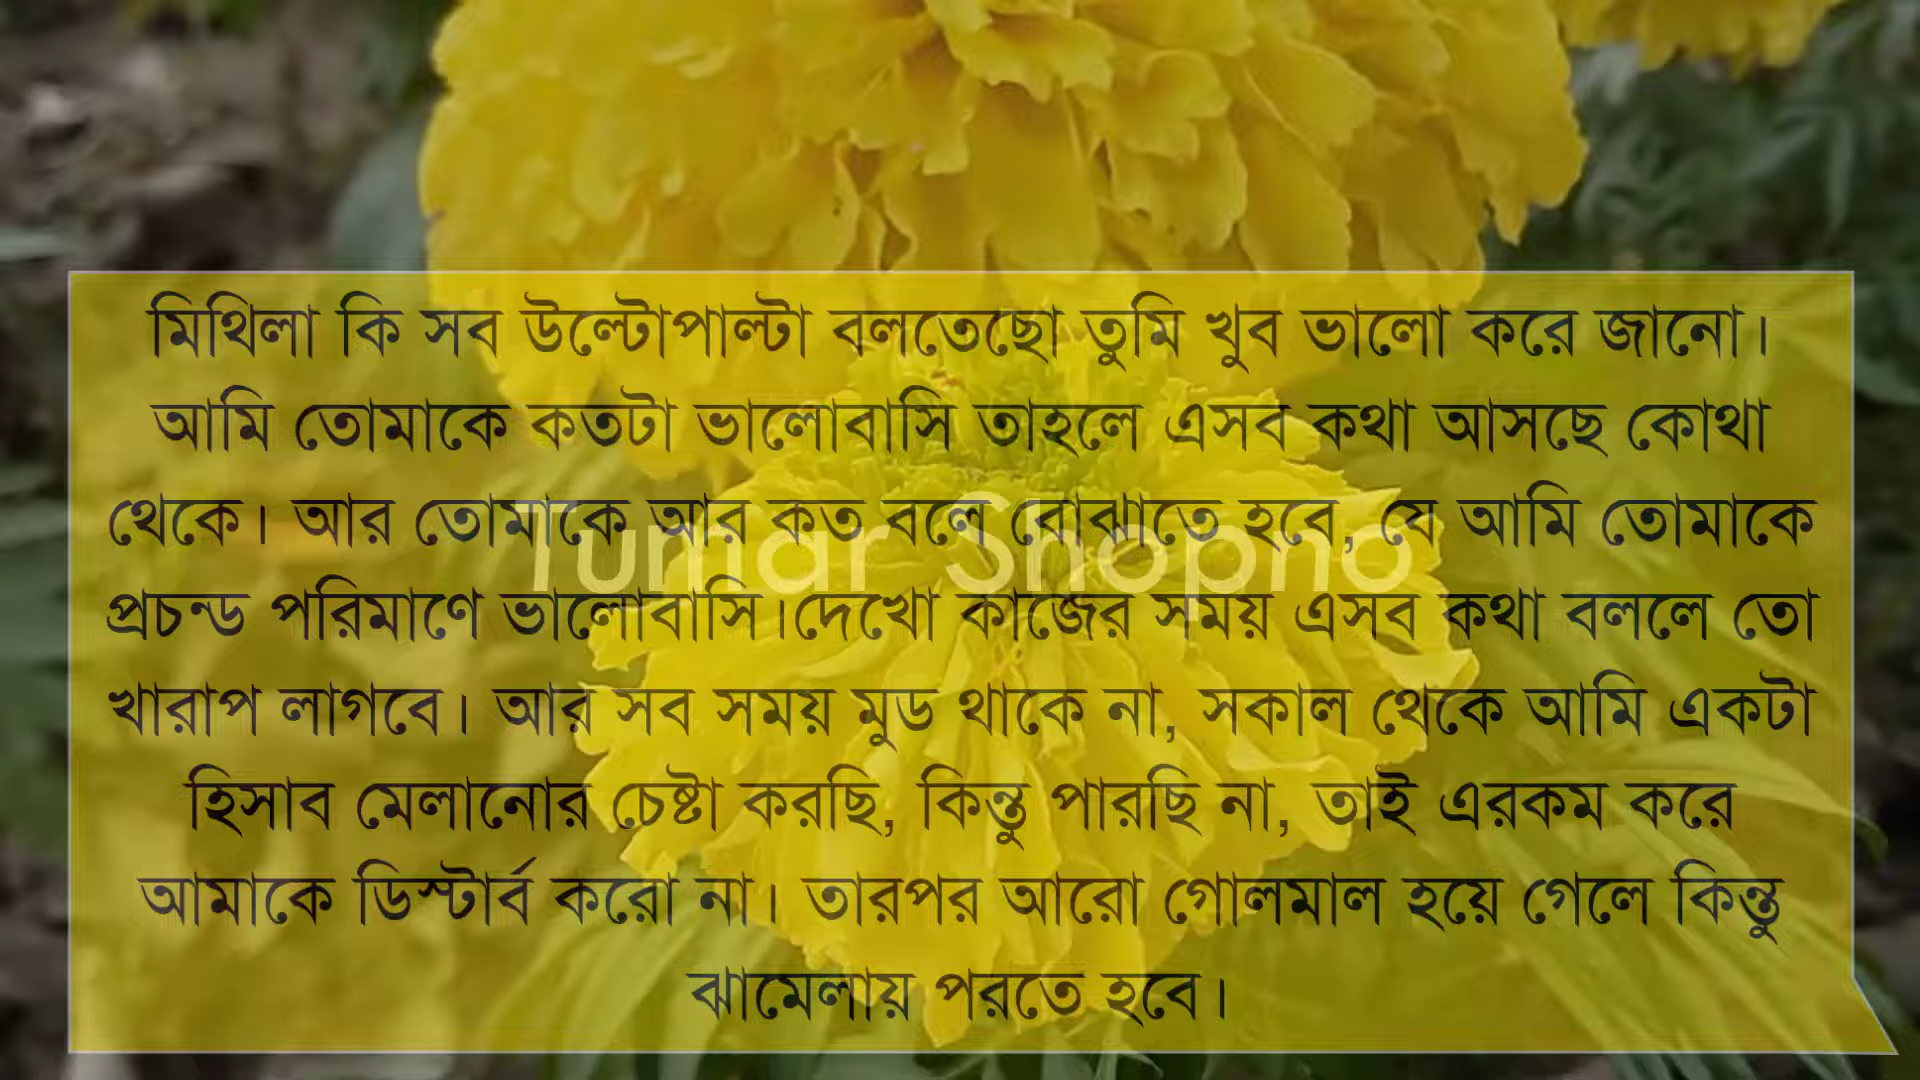 মিথিলা কি সব উল্টোপাল্টা বলতেছো তুমি খুব ভালো করে জানো।
আমি তোমাকে কতটা ভালোবাসি তাহলে এসব কথা আসছে কোথা
থেকে। আর তোমাকে আর কত বলে বোঝাতে হবে, যে আমি তোমাকে
Tumar Shopno
প্রচন্ড পরিমাণে ভালোবাসি।দেখো কাজের সময় এসব কথা বললে তো
খারাপ লাগবে। আর সব সময় মুড থাকে না, সকাল থেকে আমি একটা
হিসাব মেলানোর চেষ্টা করছি, কিন্তু পারছি না, তাই এরকম করে
আমাকে ডিস্টার্ব করো না। তারপর আরো গোলমাল হয়ে গেলে কিন্তু
ঝামেলায় পরতে হবে।